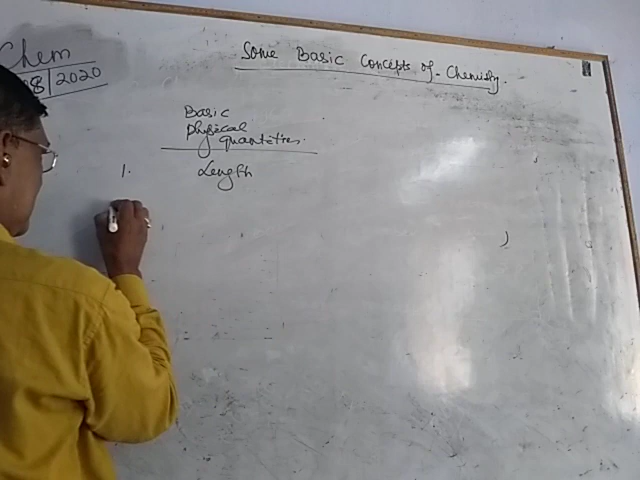 Chem
8|2020
Some Basic Concepts of Chemistry.
Basic
Physical
quantities.
1. Length